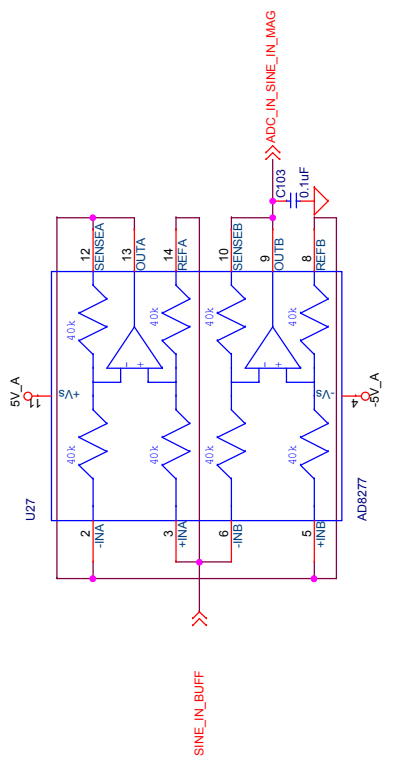 ADC_IN_SINE_IN_MAG
C103
0.1uF
12
SENSEA
13
OUTA
14
REFA
10
SENSEB
9
OUTB
8
REFB
40k
40k
40k
40k
5V_A
11
+Vs
-
+
-
+
-Vs
4
-5V_A
40k
40k
40k
40k
U27
AD8277
2
-INA
3
+INA
6
-INB
5
+INB
SINE_IN_BUFF